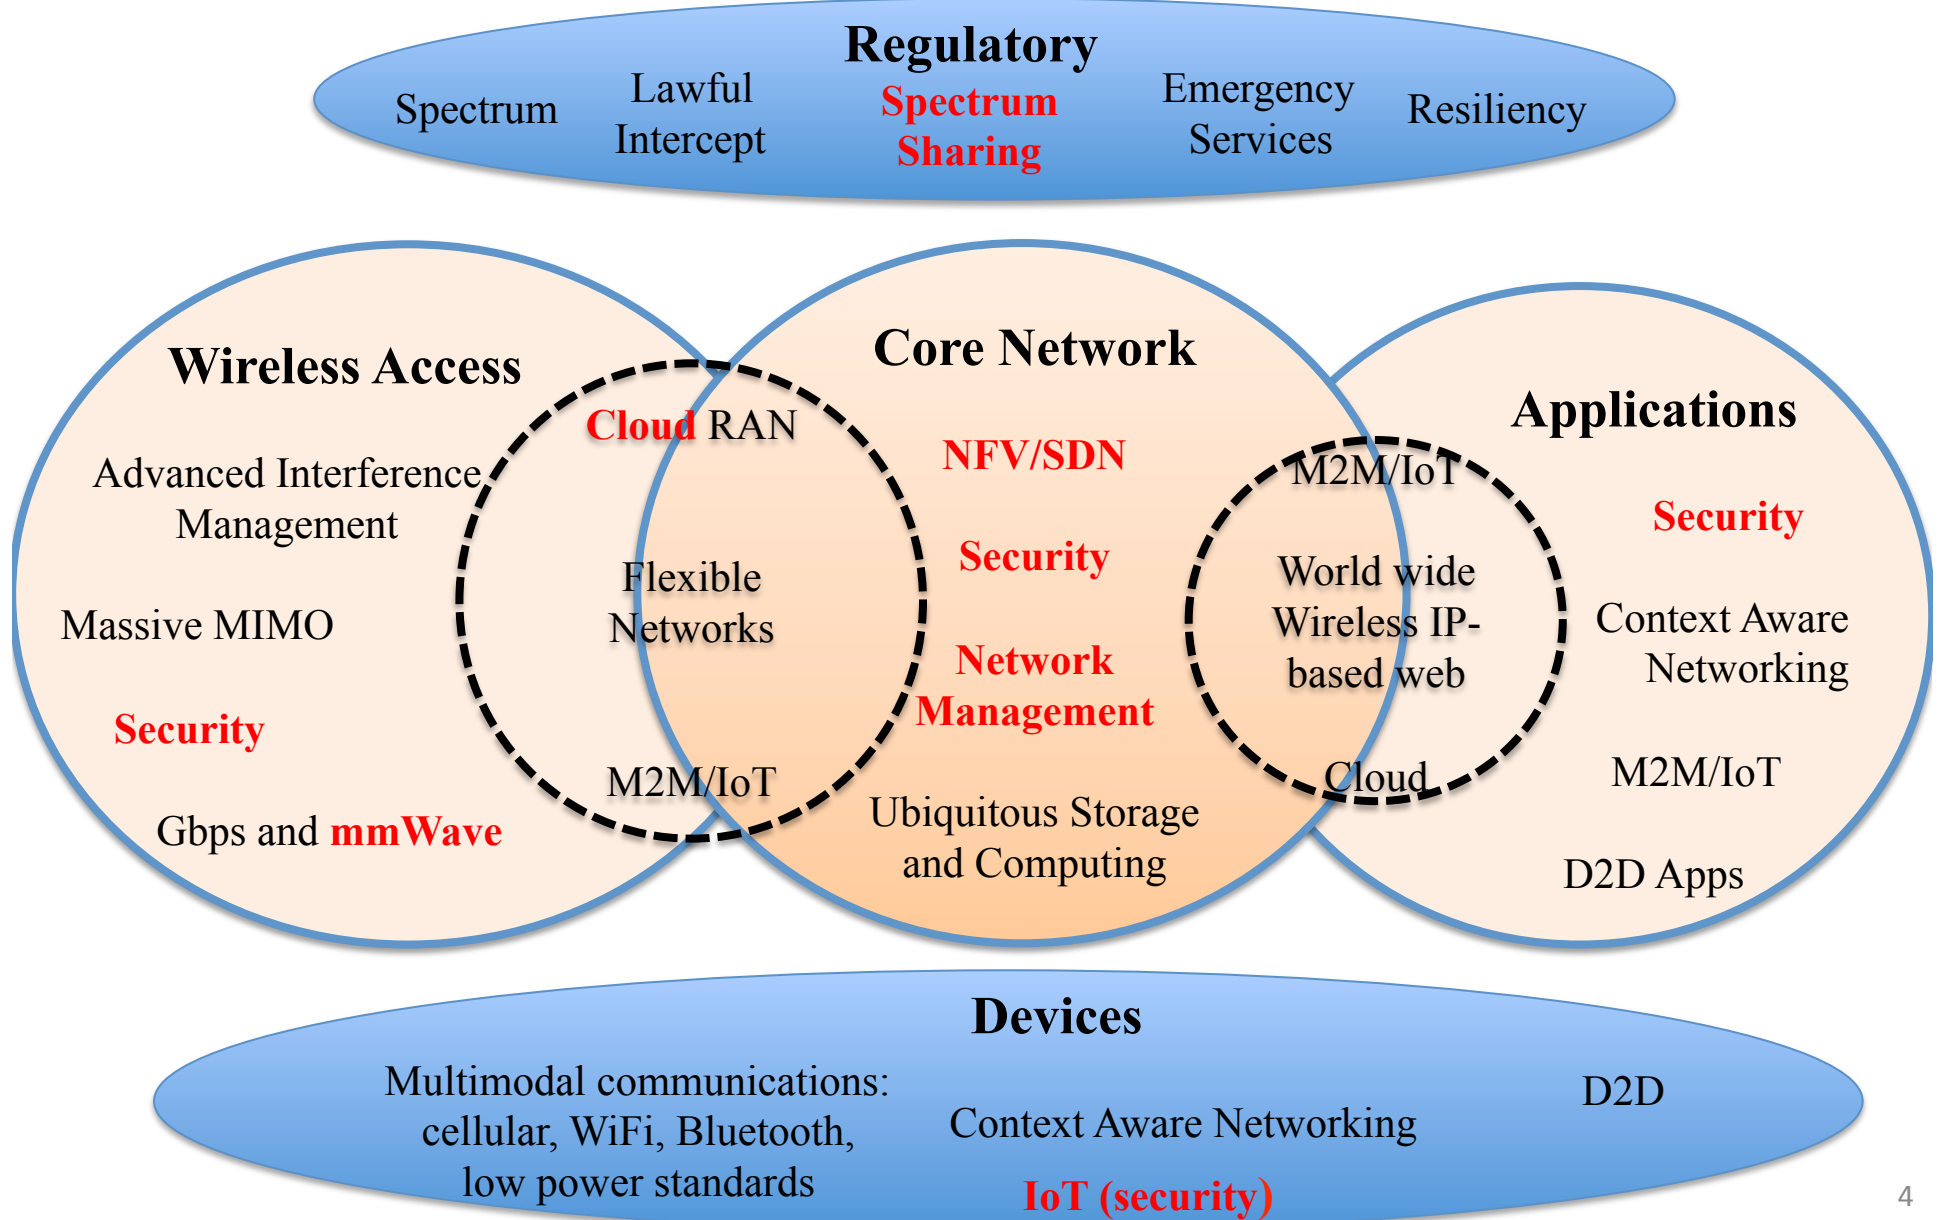 Regulatory
Spectrum
Lawful
Intercept
Spectrum
Sharing
Emergency
Services
Resiliency
Wireless Access
Advanced Interference
Management
Massive MIMO
Security
Gbps and mmWave
Cloud RAN
Flexible
Networks
M2M/IoT
Core Network
NFV/SDN
Security
Network
Management
Ubiquitous Storage
and Computing
M2M/IoT
World wide
Wireless IP-
based web
Cloud
Applications
Security
Context Aware
Networking
M2M/IoT
D2D Apps
Devices
Multimodal communications:
cellular, WiFi, Bluetooth,
low power standards
Context Aware Networking
IoT (security)
D2D
4